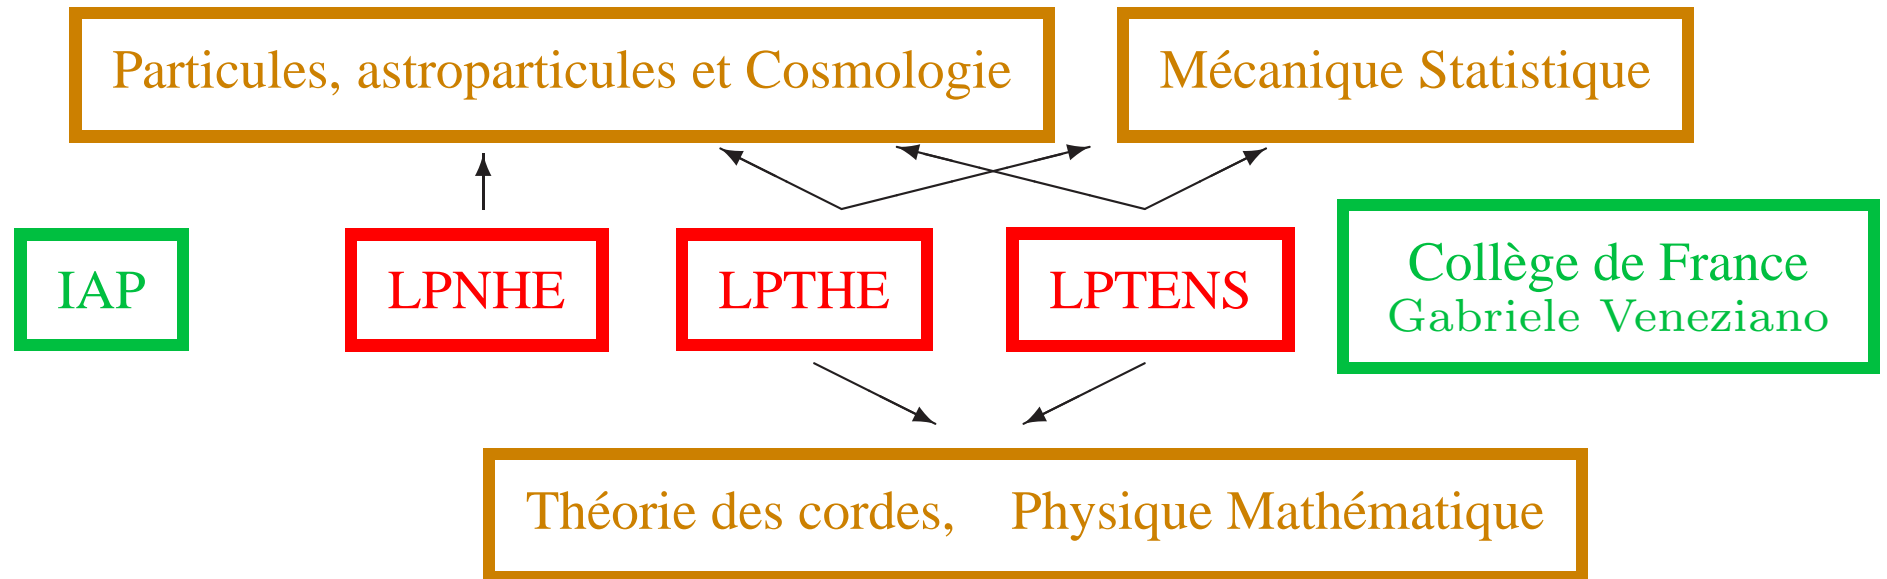 Particules, astroparticules et Cosmologie
Mécanique Statistique
IAP
LPNHE
LPTHE
LPTENS
Collège de France
Gabriele Veneziano
Théorie des cordes, Physique Mathématique